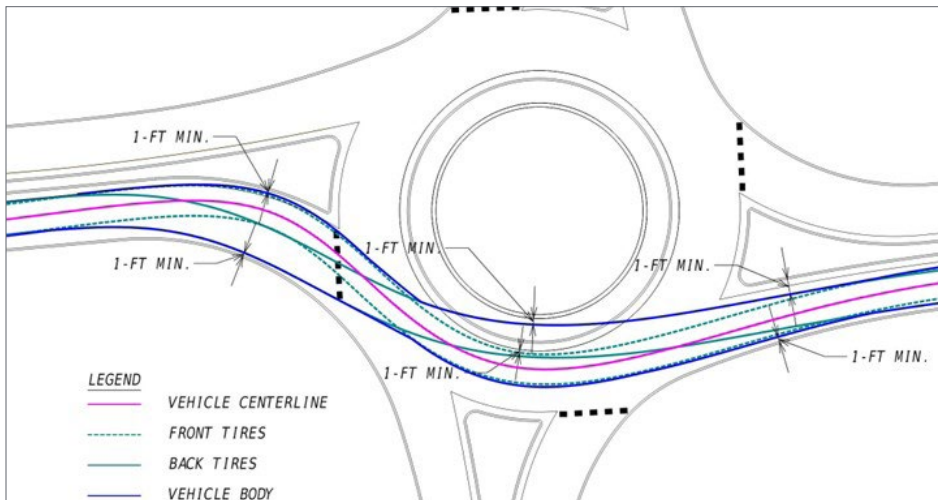 1-FT MIN.
1-FT MIN.
1-FT MIN.
1-FT MIN.
1-FT MIN.
1-FT MIN.
LEGEND
VEHICLE CENTERLINE
FRONT TIRES
BACK TIRES
VEHICLE BODY